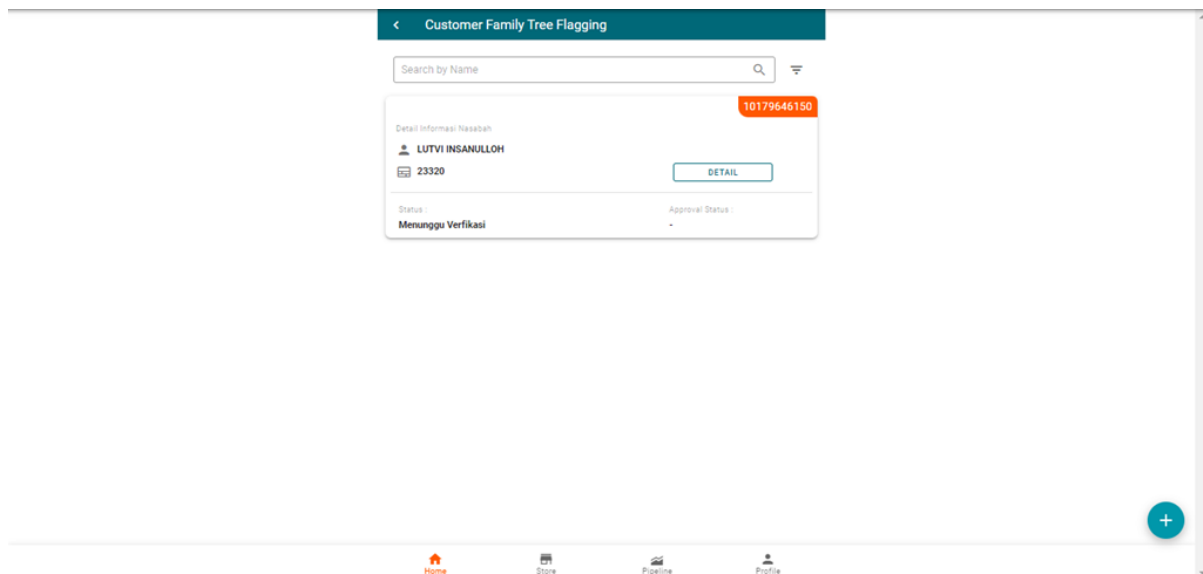 Customer Family Tree Flagging
Search by Name
10179646150
Detail Informasi Nasabah
LUTVI INSANULLOH
23320
DETAIL
Status : Approval Status :
Menunggu Verfikasi -
Home Store Pipeline Profile